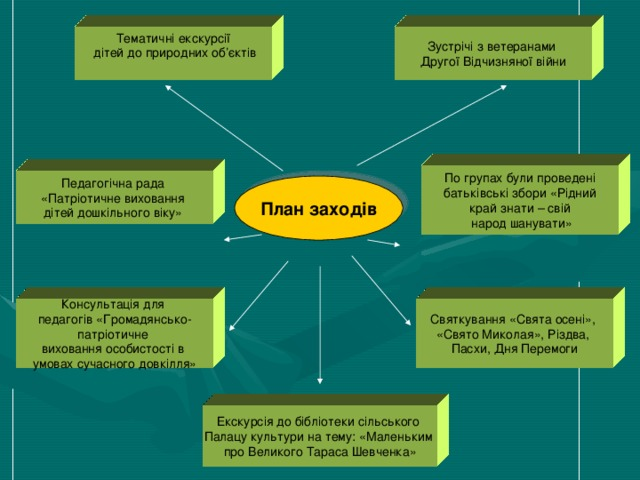 Тематичні екскурсії
дітей до природних об’єктів
Зустрічі з ветеранами
Другої Відчизняної війни
Педагогічна рада
«Патріотичне виховання
дітей дошкільного віку»
План заходів
По групах були проведені
батьківські збори «Рідний
край знати – свій
народ шанувати»
Консультація для
педагогів «Громадянсько-
патріотичне
виховання особистості в
умовах сучасного довкілля»
Святкування «Свята осені»,
«Свято Миколая», Різдва,
Пасхи, Дня Перемоги
Екскурсія до бібліотеки сільського
Палацу культури на тему: «Маленьким
про Великого Тараса Шевченка»